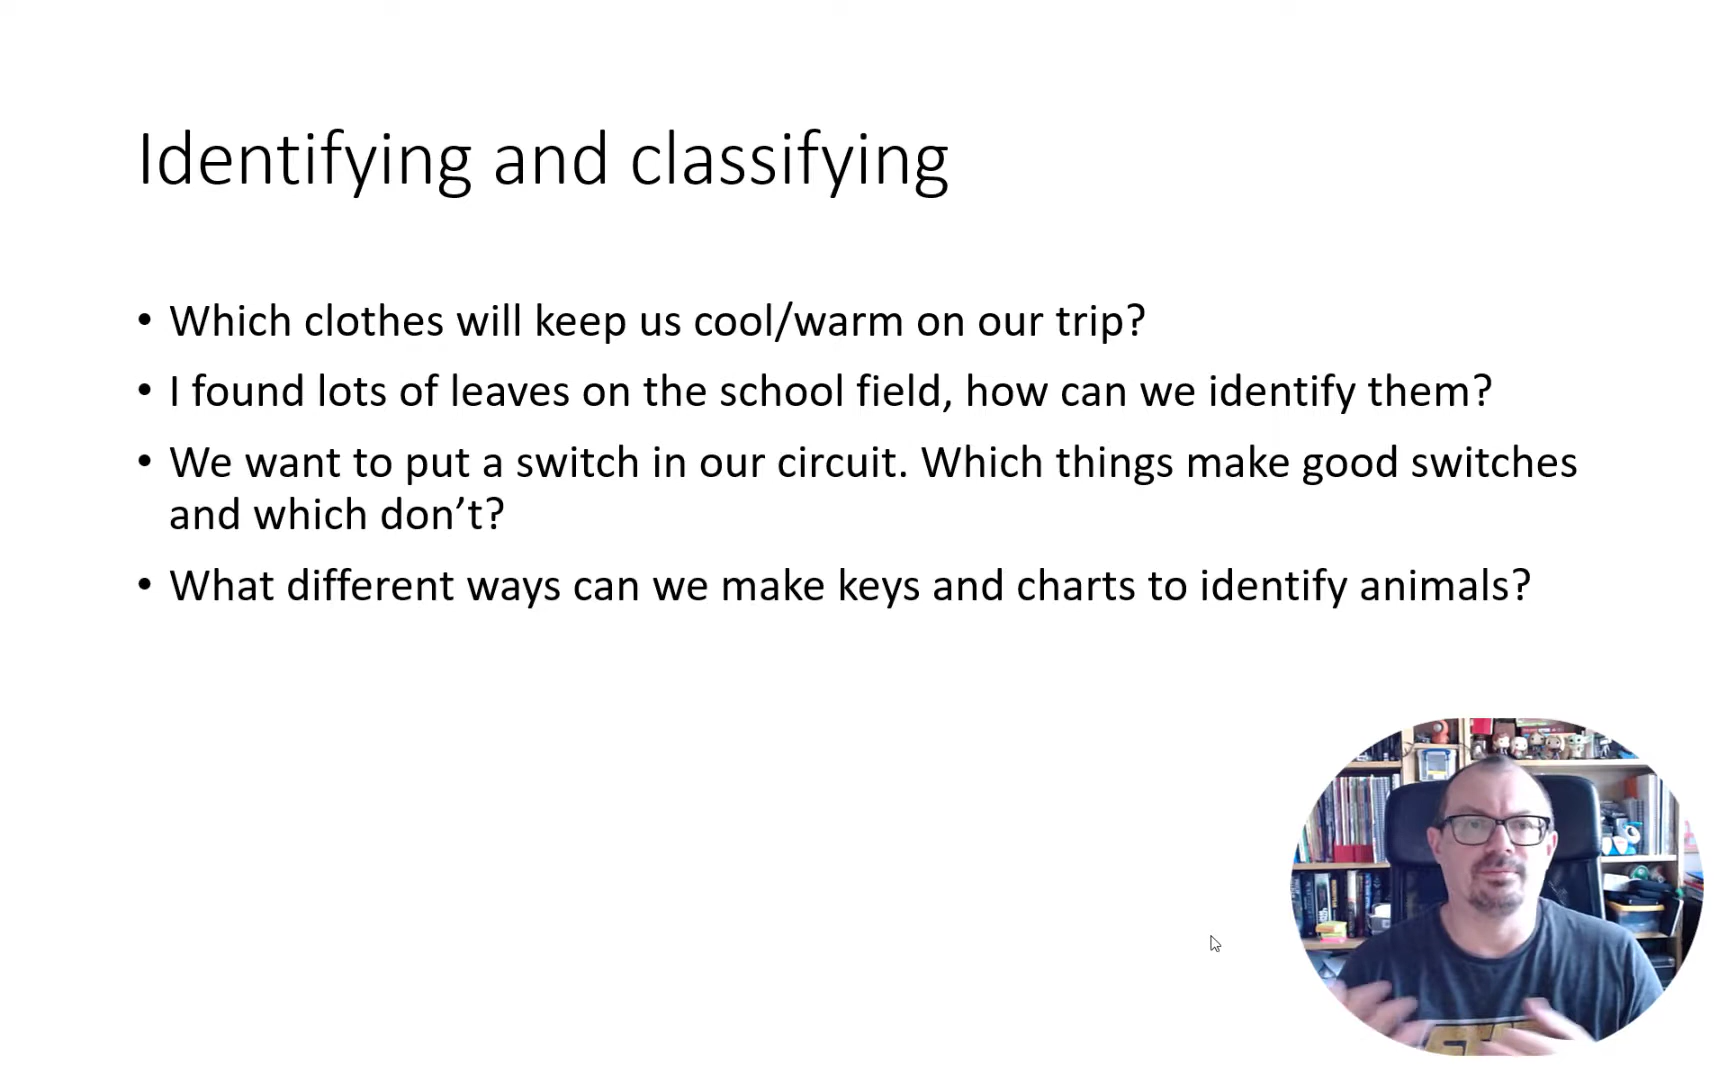 Identifying and classifying
• Which clothes will keep us cool/warm on our trip?
• I found lots of leaves on the school field, how can we identify them?
• We want to put a switch in our circuit. Which things make good switches
and which don’t?
• What different ways can we make keys and charts to identify animals?